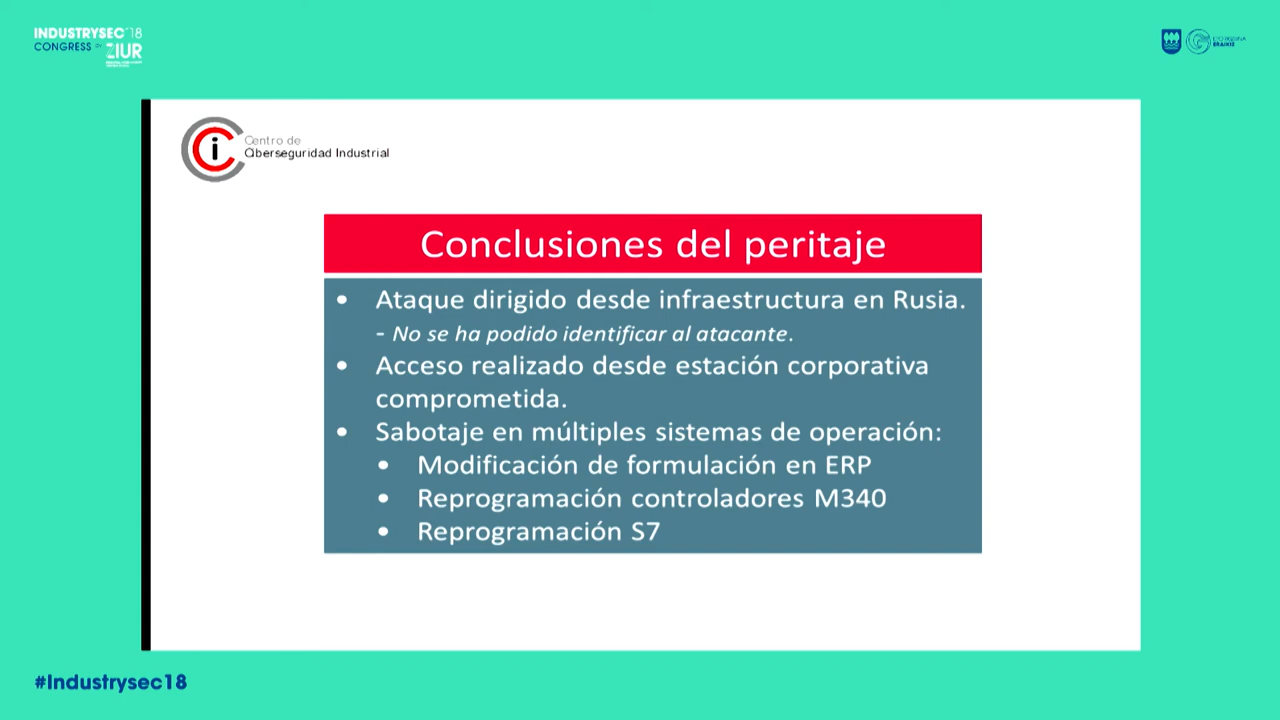 INDUSTRYSEC´18
CONGRESS BY ZIUR
Centro de
Ciberseguridad Industrial
Conclusiones del peritaje
• Ataque dirigido desde infraestructura en Rusia.
- No se ha podido identificar al atacante.
• Acceso realizado desde estación corporativa
comprometida.
• Sabotaje en múltiples sistemas de operación:
• Modificación de formulación en ERP
• Reprogramación controladores M340
• Reprogramación S7
#Industrysec18